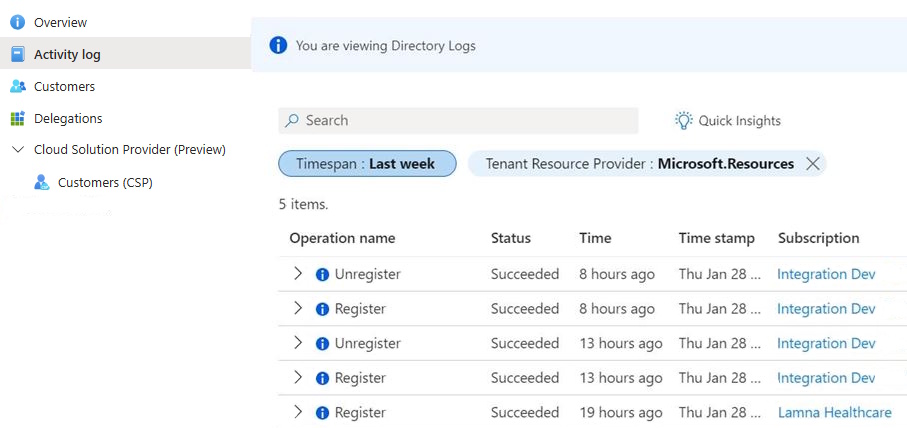 Overview
Activity log
Customers
Delegations
Cloud Solution Provider (Preview)
Customers (CSP)
You are viewing Directory Logs
Search
Quick Insights
Timespan : Last week
Tenant Resource Provider : Microsoft.Resources
5 items.
Operation name Status Time Time stamp Subscription
Unregister Succeeded 8 hours ago Thu Jan 28 ... Integration Dev
Register Succeeded 8 hours ago Thu Jan 28 ... Integration Dev
Unregister Succeeded 13 hours ago Thu Jan 28 ... Integration Dev
Register Succeeded 13 hours ago Thu Jan 28 ... Integration Dev
Register Succeeded 19 hours ago Thu Jan 28 ... Lamna Healthcare